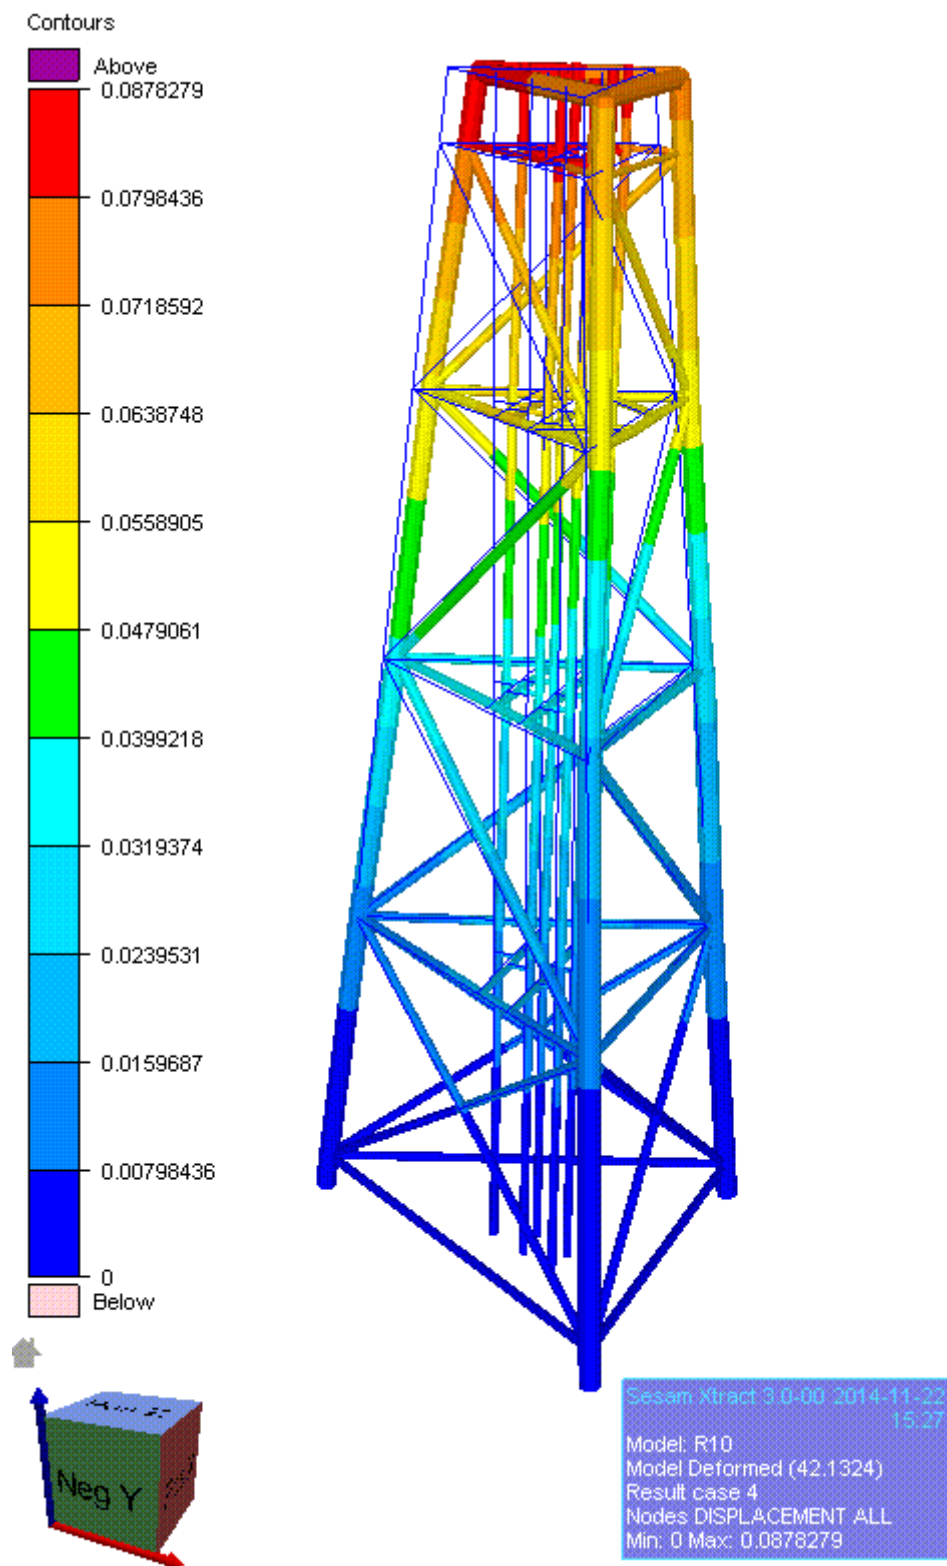 Contours
Above
0.0878279
0.0798436
0.0718592
0.0638748
0.0558905
0.0479061
0.0399218
0.0319374
0.0239531
0.0159687
0.00798436
0
Below
Neg Y
Sesam Xtract 3.0-00 2014-11-22
15:27
Model: R10
Model Deformed (42.1324)
Result case 4
Nodes DISPLACEMENT ALL
Min: 0 Max: 0.0878279